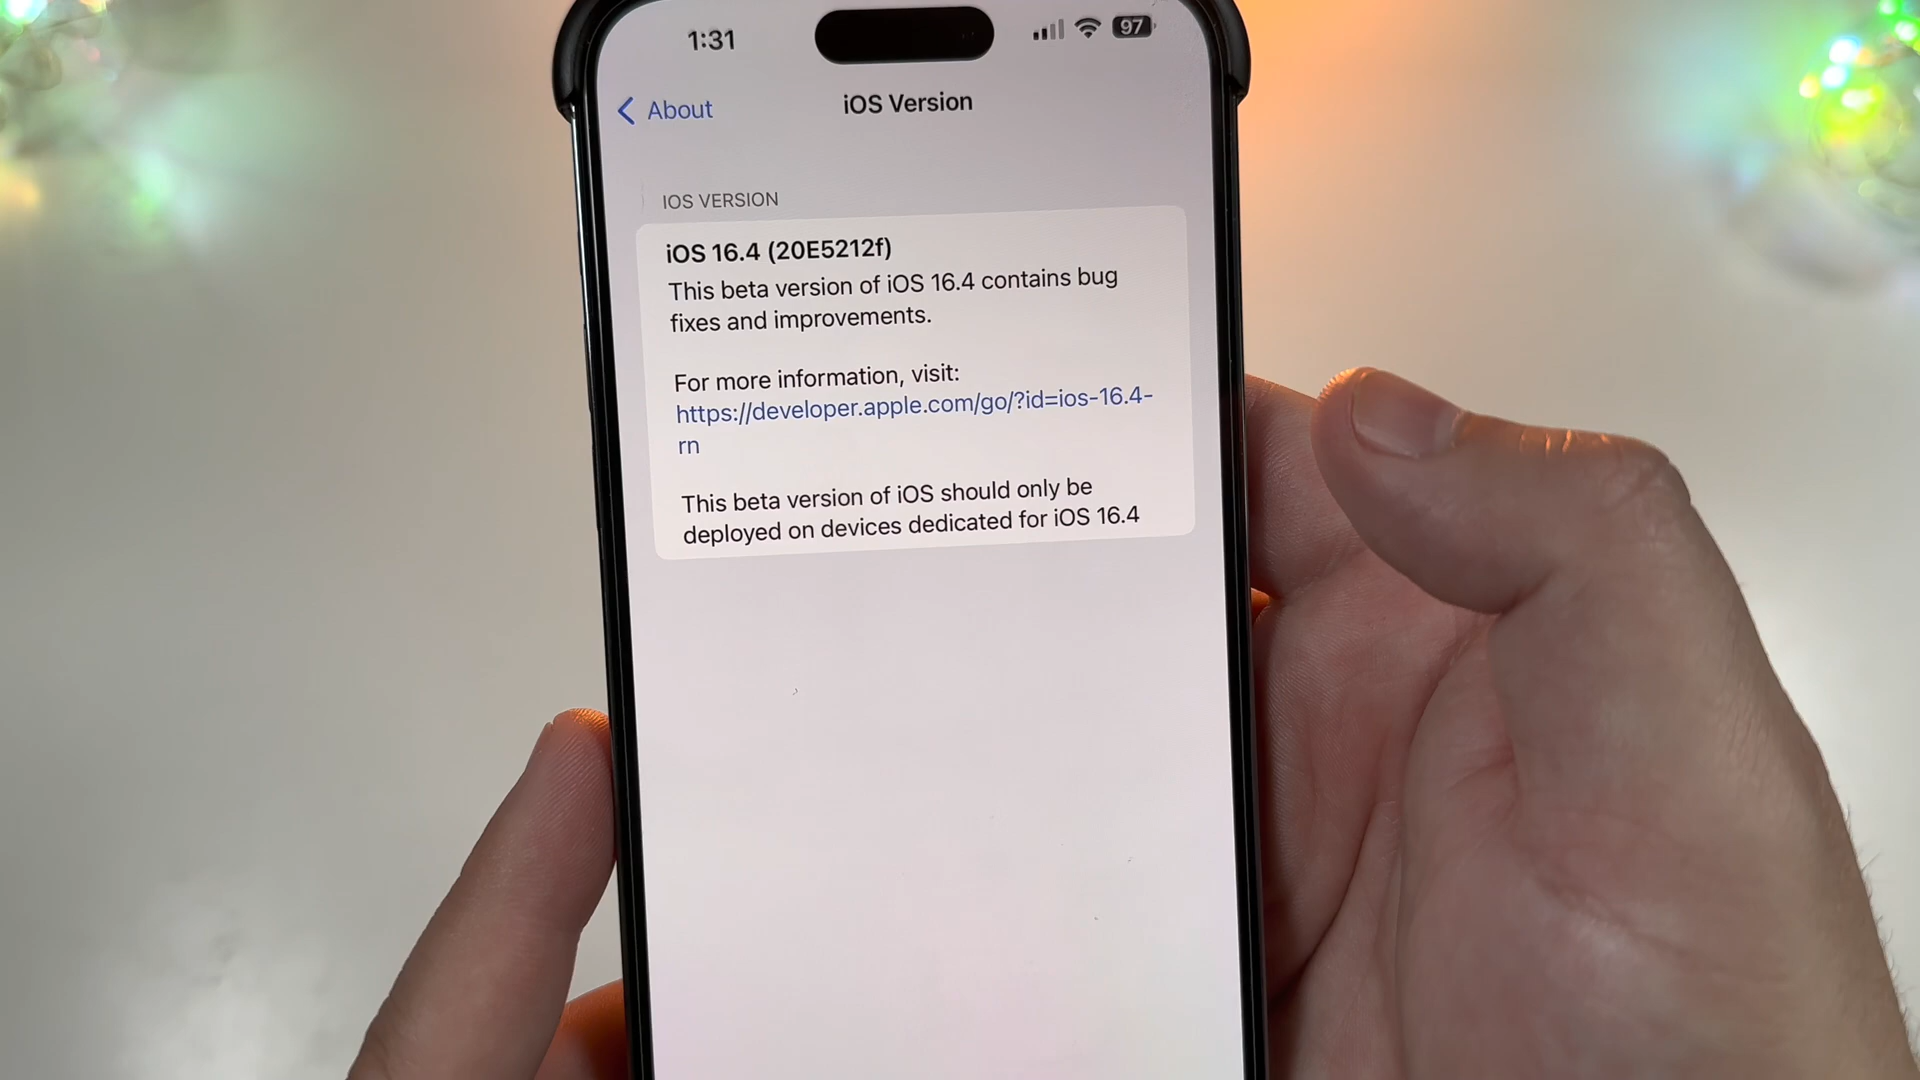 1:31
97
About
iOS Version
IOS VERSION
iOS 16.4 (20E5212f)
This beta version of iOS 16.4 contains bug
fixes and improvements.
For more information, visit:
https://developer.apple.com/go/?id=ios-16.4-
rn
This beta version of iOS should only be
deployed on devices dedicated for iOS 16.4